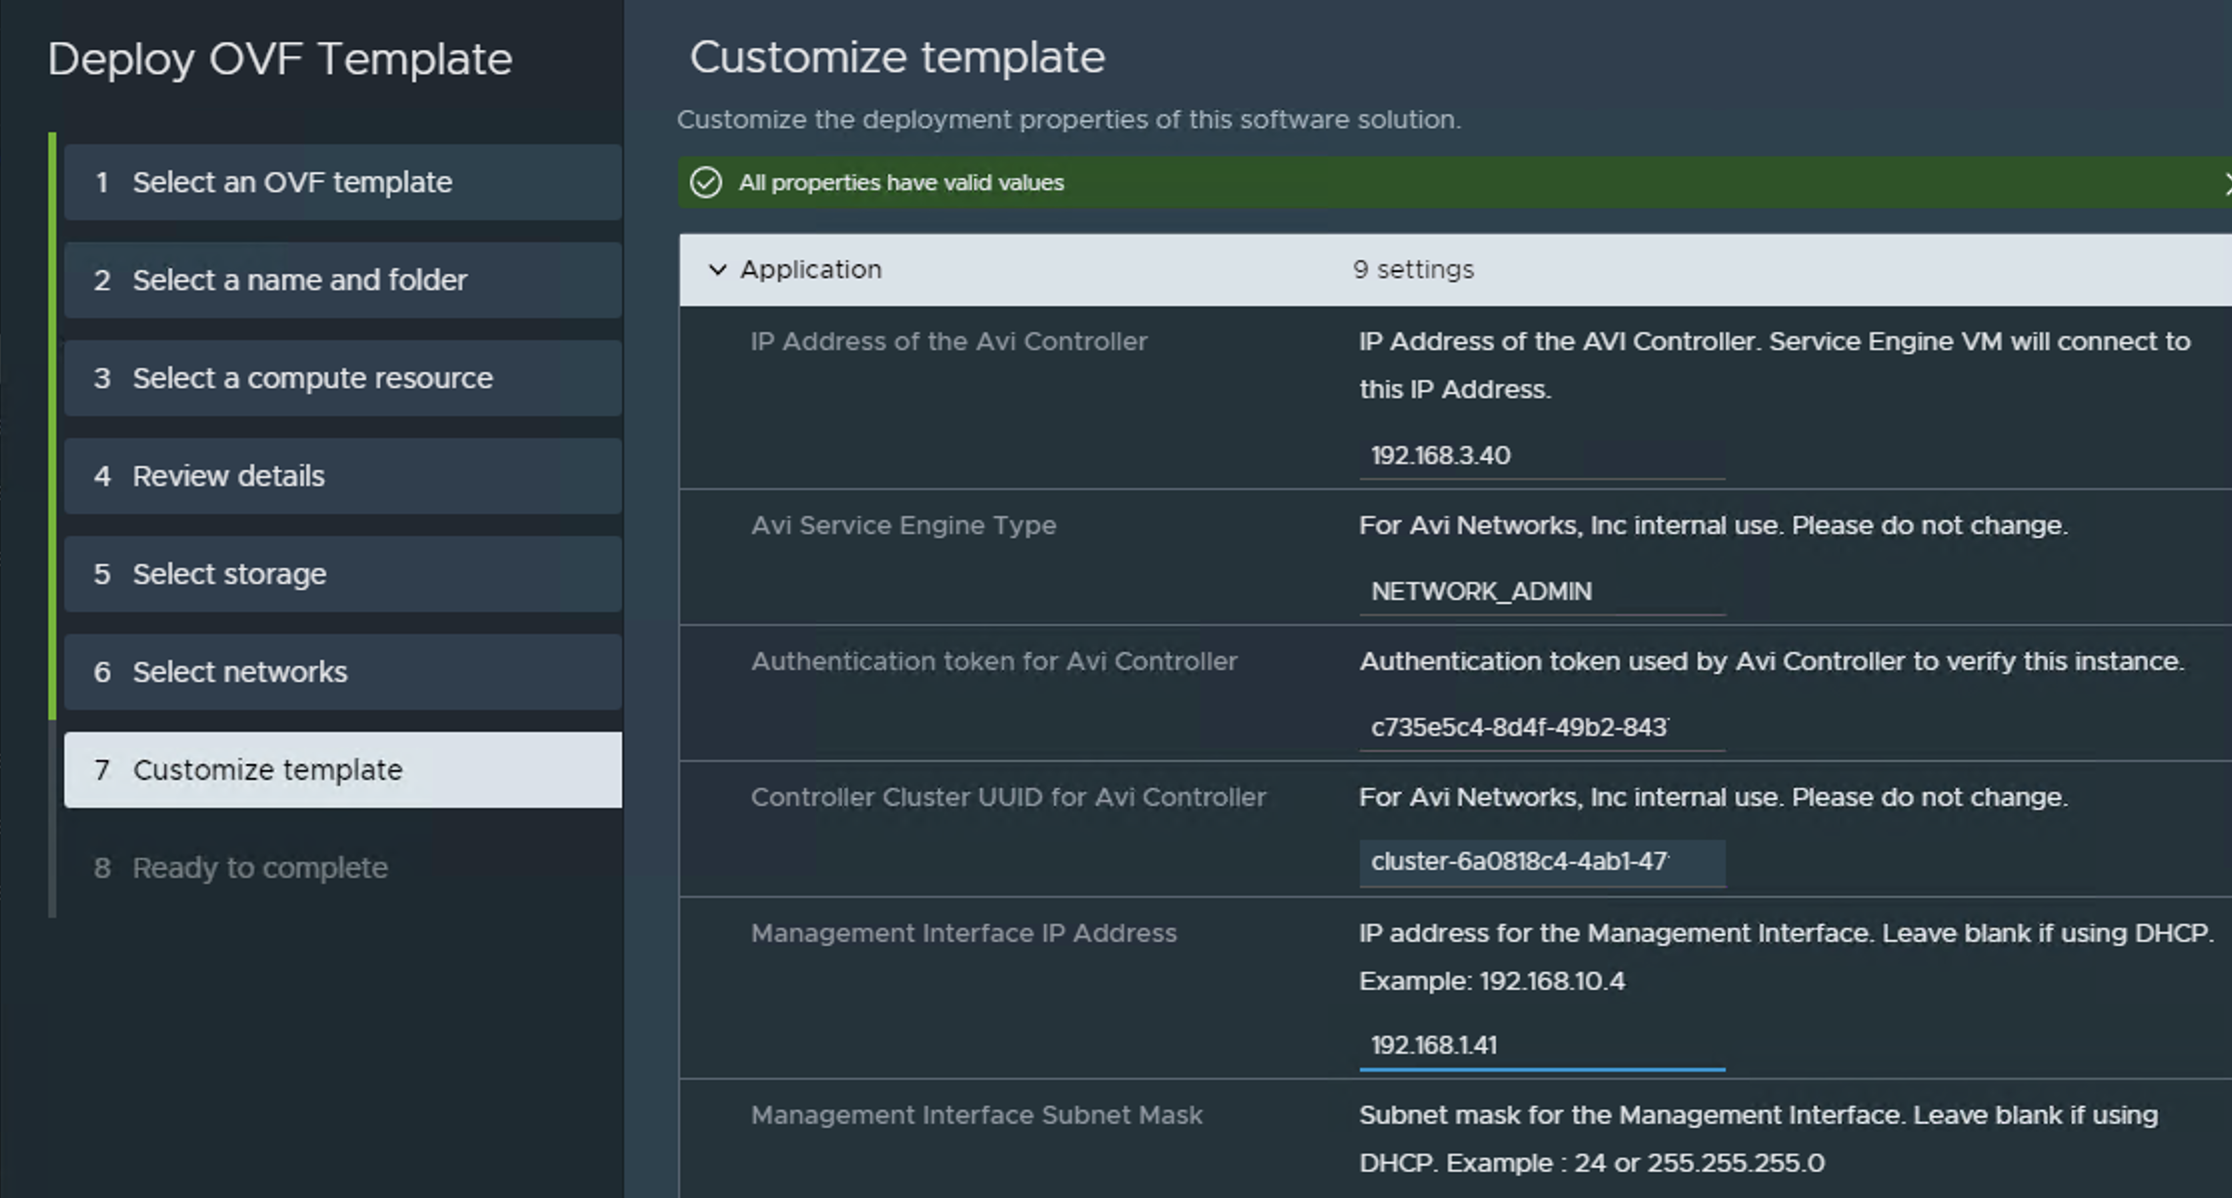 Deploy OVF Template
1 Select an OVF template
2 Select a name and folder
3 Select a compute resource
4 Review details
5 Select storage
6 Select networks
7 Customize template
8 Ready to complete
Customize template
Customize the deployment properties of this software solution.
All properties have valid values
Application 9 settings
IP Address of the Avi Controller
IP Address of the AVI Controller. Service Engine VM will connect to
this IP Address.
192.168.3.40
Avi Service Engine Type
For Avi Networks, Inc internal use. Please do not change.
NETWORK_ADMIN
Authentication token for Avi Controller
Authentication token used by Avi Controller to verify this instance.
c735e5c4-8d4f-49b2-843
Controller Cluster UUID for Avi Controller
For Avi Networks, Inc internal use. Please do not change.
cluster-6a0818c4-4ab1-47
Management Interface IP Address
IP address for the Management Interface. Leave blank if using DHCP.
Example: 192.168.10.4
192.168.1.41
Management Interface Subnet Mask
Subnet mask for the Management Interface. Leave blank if using
DHCP. Example : 24 or 255.255.255.0